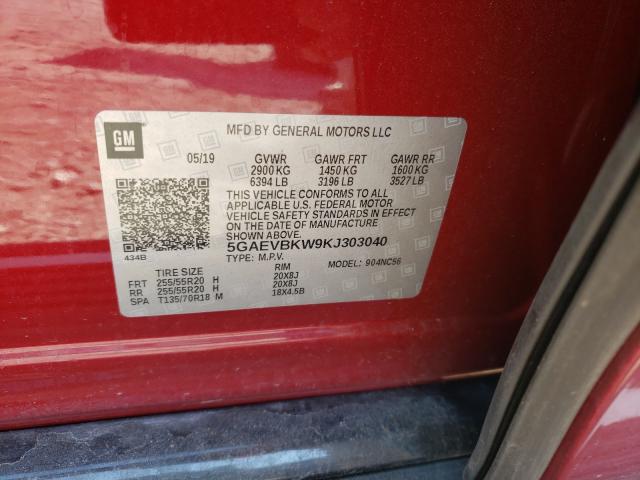 GM
MFD BY GENERAL MOTORS LLC
05/19 GVWR GAWR FRT GAWR RR
2900 KG 1450 KG 1600 KG
6394 LB 3196 LB 3527 LB
THIS VEHICLE CONFORMS TO ALL
APPLICABLE U.S. FEDERAL MOTOR
VEHICLE SAFETY STANDARDS IN EFFECT
ON THE DATE OF MANUFACTURE
SHOWN ABOVE.
5GAEVBKW9KJ303040
434B
TYPE: M.P.V. MODEL: 904NC56
TIRE SIZE RIM
FRT 255/55R20 H 20X8J
RR 255/55R20 H 20X8J
SPA T135/70R18 M 18X4.5B